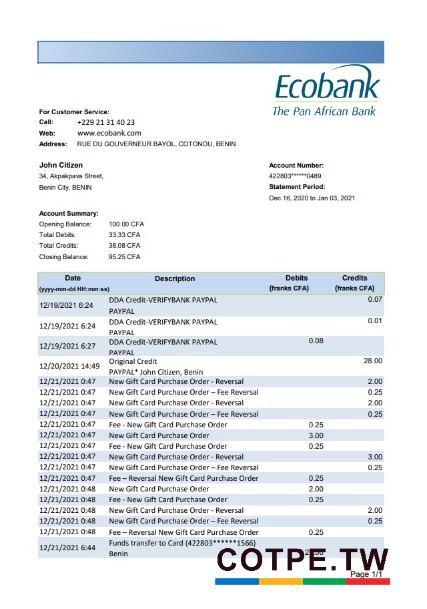 Ecobank
The Pan African Bank
For Customer Service:
Call: +229 21 31 40 23
Web: www.ecobank.com
Address: RUE DU GOUVERNEUR BAYOL, COTONOU, BENIN
John Citizen
34, Akpakpava Street,
Benin City, BENIN
Account Number:
422803*****0489
Statement Period:
Dec 16, 2020 to Jan 03, 2021
Account Summary:
Opening Balance: 100.00 CFA
Total Debits: 33.33 CFA
Total Credits: 38.08 CFA
Closing Balance: 95.25 CFA
Date Description Debits Credits
(yyyy-mm-dd HH:mm:ss) (franks CFA) (franks CFA)
12/19/2021 6:24 DDA Credit-VERIFYBANK PAYPAL 0.07
PAYPAL
12/19/2021 6:24 DDA Credit-VERIFYBANK PAYPAL 0.01
PAYPAL
12/19/2021 6:27 DDA Credit-VERIFYBANK PAYPAL 0.08
PAYPAL
12/20/2021 14:49 Original Credit 28.00
PAYPAL* John Citizen, Benin
12/21/2021 0:47 New Gift Card Purchase Order - Reversal 2.00
12/21/2021 0:47 New Gift Card Purchase Order – Fee Reversal 0.25
12/21/2021 0:47 New Gift Card Purchase Order - Reversal 2.00
12/21/2021 0:47 New Gift Card Purchase Order – Fee Reversal 0.25
12/21/2021 0:47 Fee - New Gift Card Purchase Order 0.25
12/21/2021 0:47 New Gift Card Purchase Order 3.00
12/21/2021 0:47 Fee - New Gift Card Purchase Order 0.25
12/21/2021 0:47 New Gift Card Purchase Order - Reversal 3.00
12/21/2021 0:47 New Gift Card Purchase Order – Fee Reversal 0.25
12/21/2021 0:47 Fee – Reversal New Gift Card Purchase Order 0.25
12/21/2021 0:48 New Gift Card Purchase Order 2.00
12/21/2021 0:48 Fee - New Gift Card Purchase Order 0.25
12/21/2021 0:48 New Gift Card Purchase Order - Reversal 2.00
12/21/2021 0:48 New Gift Card Purchase Order – Fee Reversal 0.25
12/21/2021 0:48 Fee – Reversal New Gift Card Purchase Order 0.25
12/21/2021 6:44 Funds transfer to Card (422803******1566)
Benin
COTPE.TW
Page 1/1